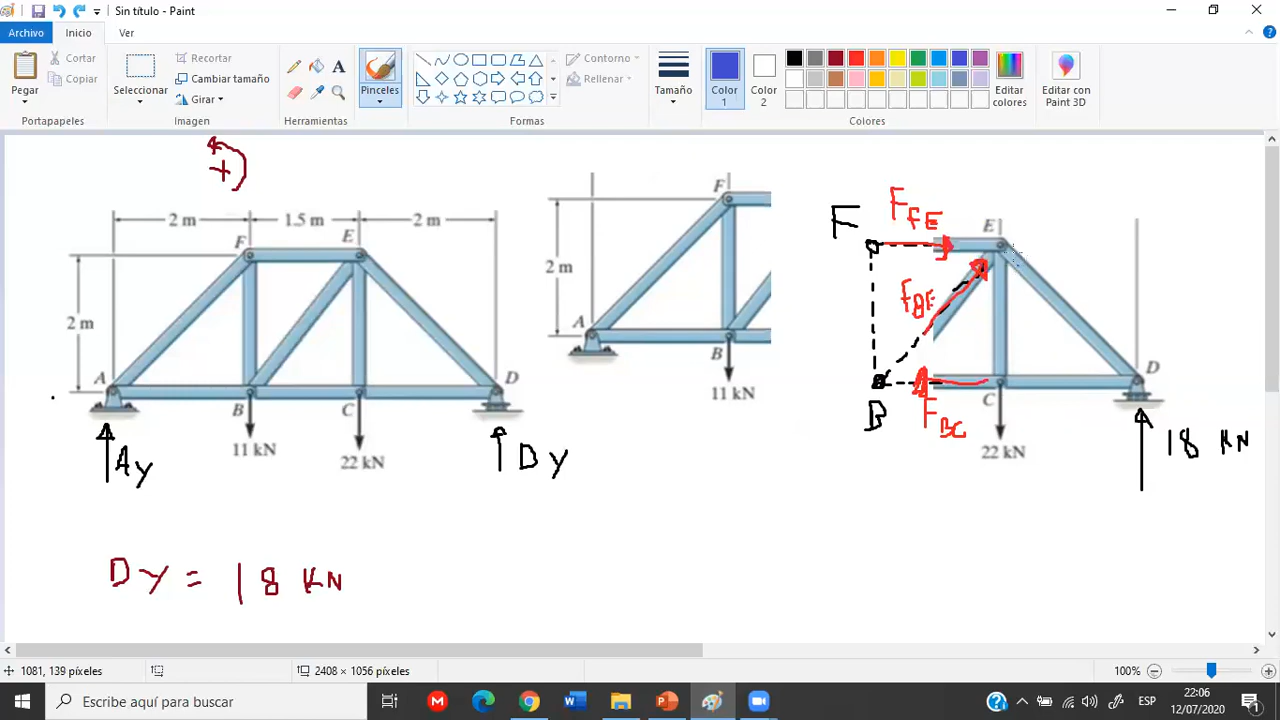 Sin título - Paint
Archivo Inicio Ver
Pegar
Cortar
Copiar
Seleccionar
Recortar
Cambiar tamaño
Girar
A
Pinceles
Contorno
Rellenar
Tamaño
Color 1
Color 2
Editar colores
Editar con Paint 3D
Portapapeles Imagen Herramientas Formas Colores
+
2 m 1.5 m 2 m
F E
2 m
A D
B C
11 kN
22 kN
Ay
Dy
Dy = 18 KN
F
2 m
A
B
11 kN
F
F FE
E
F BE
D
C
B
F BC
22 kN
18 KN
1081, 139 píxeles
2408 × 1056 píxeles
100%
Escribe aquí para buscar
ESP
22:06
12/07/2020